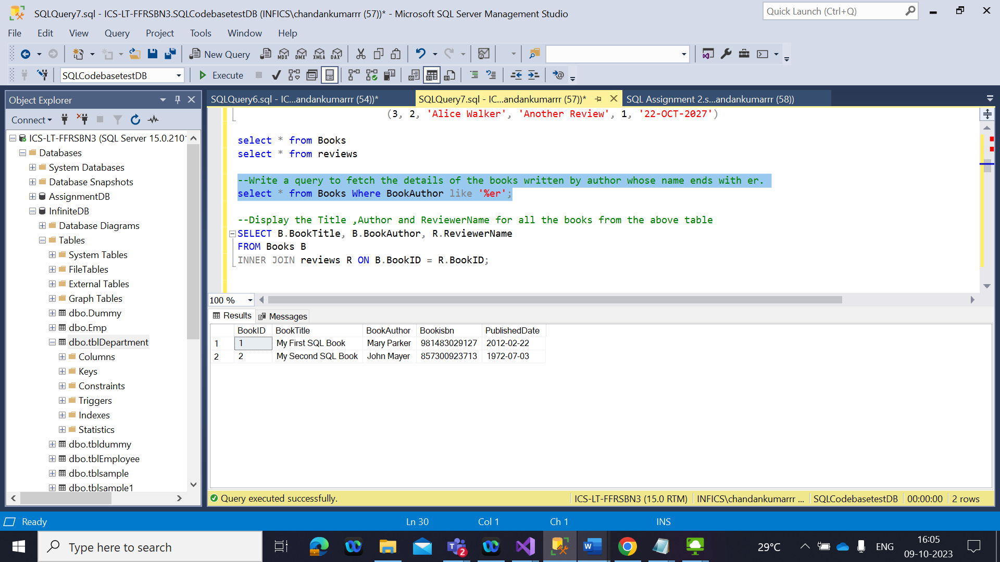 SQLQuery7.sql - ICS-LT-FFRSBN3.SQLCodebasetestDB (INFICS\chandankumarrr (57))* - Microsoft SQL Server Management Studio
Quick Launch (Ctrl+Q)
File Edit View Query Project Tools Window Help
New Query MDX DMX XMLA DAX
SQLCodebasetestDB Execute
Object Explorer
SQLQuery6.sql - IC...andankumarrr (54))*
SQLQuery7.sql - IC...andankumarrr (57))*
SQL Assignment 2.s...andankumarrr (58))
Connect
ICS-LT-FFRSBN3 (SQL Server 15.0.210
Databases
System Databases
Database Snapshots
AssignmentDB
InfiniteDB
Database Diagrams
Tables
System Tables
FileTables
External Tables
Graph Tables
dbo.Dummy
dbo.Emp
dbo.tblDepartment
Columns
Keys
Constraints
Triggers
Indexes
Statistics
dbo.tbldummy
dbo.tblEmployee
dbo.tblsample
dbo.tblsample1
(3, 2, 'Alice Walker', 'Another Review', 1, '22-OCT-2027')
select * from Books
select * from reviews
--Write a query to fetch the details of the books written by author whose name ends with er.
select * from Books Where BookAuthor like '%er';
--Display the Title ,Author and ReviewerName for all the books from the above table
SELECT B.BookTitle, B.BookAuthor, R.ReviewerName
FROM Books B
INNER JOIN reviews R ON B.BookID = R.BookID;
100 %
Results Messages
BookID BookTitle BookAuthor Bookisbn PublishedDate
1 1 My First SQL Book Mary Parker 981483029127 2012-02-22
2 2 My Second SQL Book John Mayer 857300923713 1972-07-03
Query executed successfully. ICS-LT-FFRSBN3 (15.0 RTM) INFICS\chandankumarrr ... SQLCodebasetestDB 00:00:00 2 rows
Ready Ln 30 Col 1 Ch 1 INS
Type here to search
2
29°C
ENG
16:05
09-10-2023